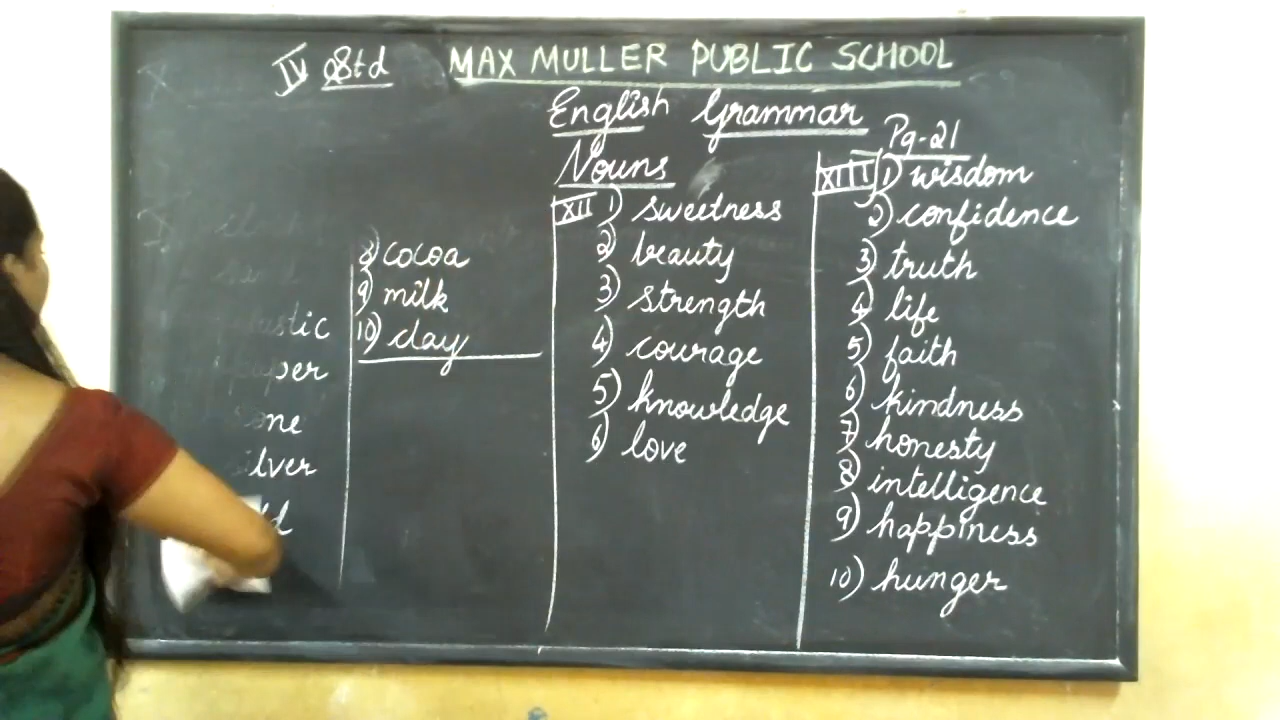 IV Std MAX MULLER PUBLIC SCHOOL
English Grammar
Pg-21
Nouns
8) cocoa
9) milk
10) clay
XII 1) sweetness
2) beauty
3) strength
4) courage
5) knowledge
6) love
XIII 1) wisdom
2) confidence
3) truth
4) life
5) faith
6) kindness
7) honesty
8) intelligence
9) happiness
10) hunger